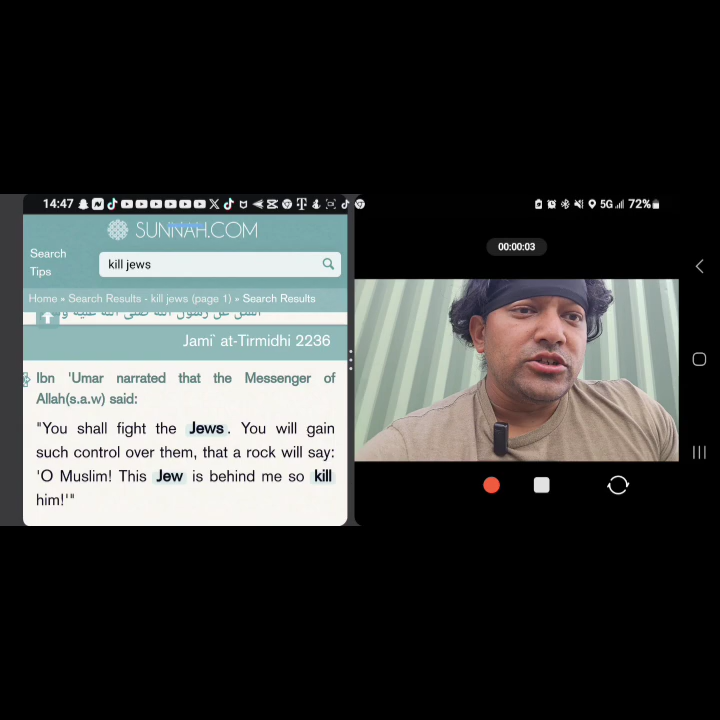 14:47
5G 72%
SUNNAH.COM
Search
Tips
kill jews
Home » Search Results - kill jews (page 1) » Search Results
Jami` at-Tirmidhi 2236
Ibn 'Umar narrated that the Messenger of
Allah(s.a.w) said:
"You shall fight the Jews. You will gain
such control over them, that a rock will say:
'O Muslim! This Jew is behind me so kill
him!'"
00:00:03